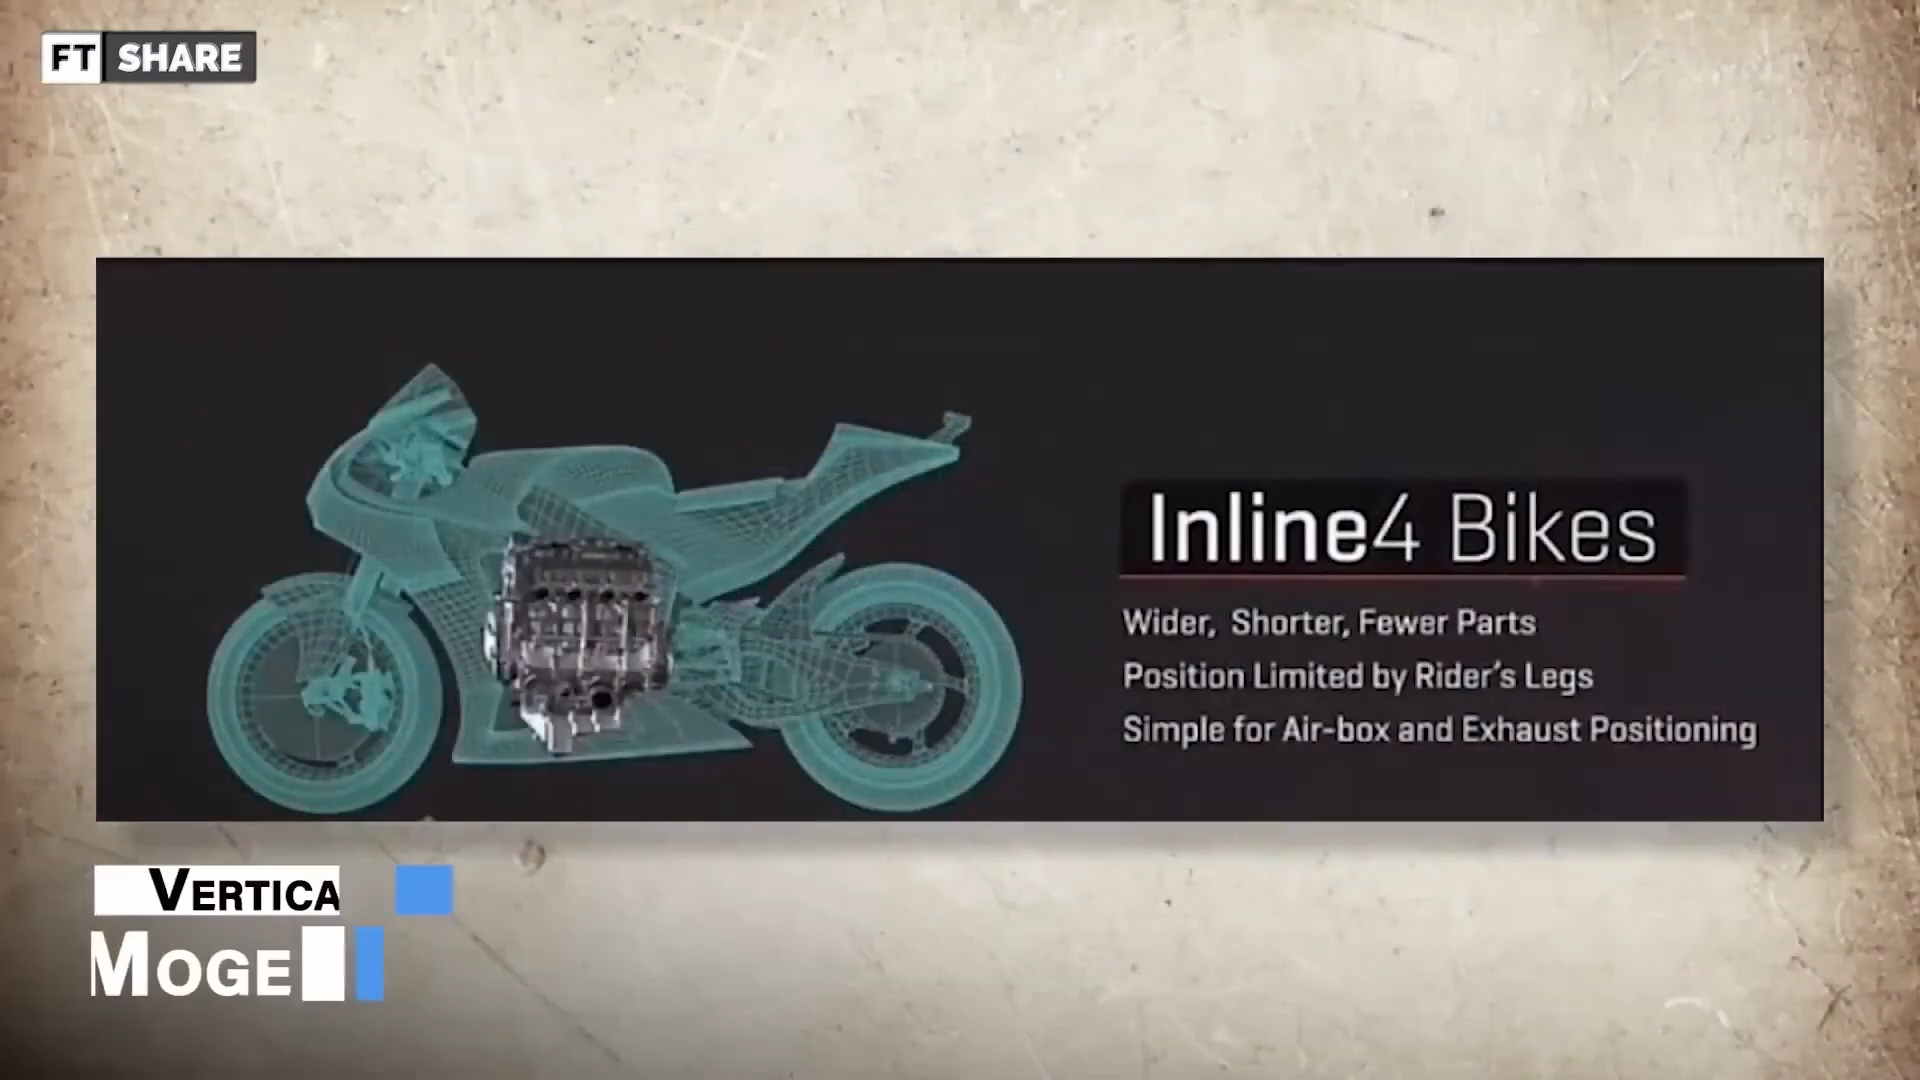 FT SHARE
Inline4 Bikes
Wider, Shorter, Fewer Parts
Position Limited by Rider's Legs
Simple for Air-box and Exhaust Positioning
VERTICA
MOGE